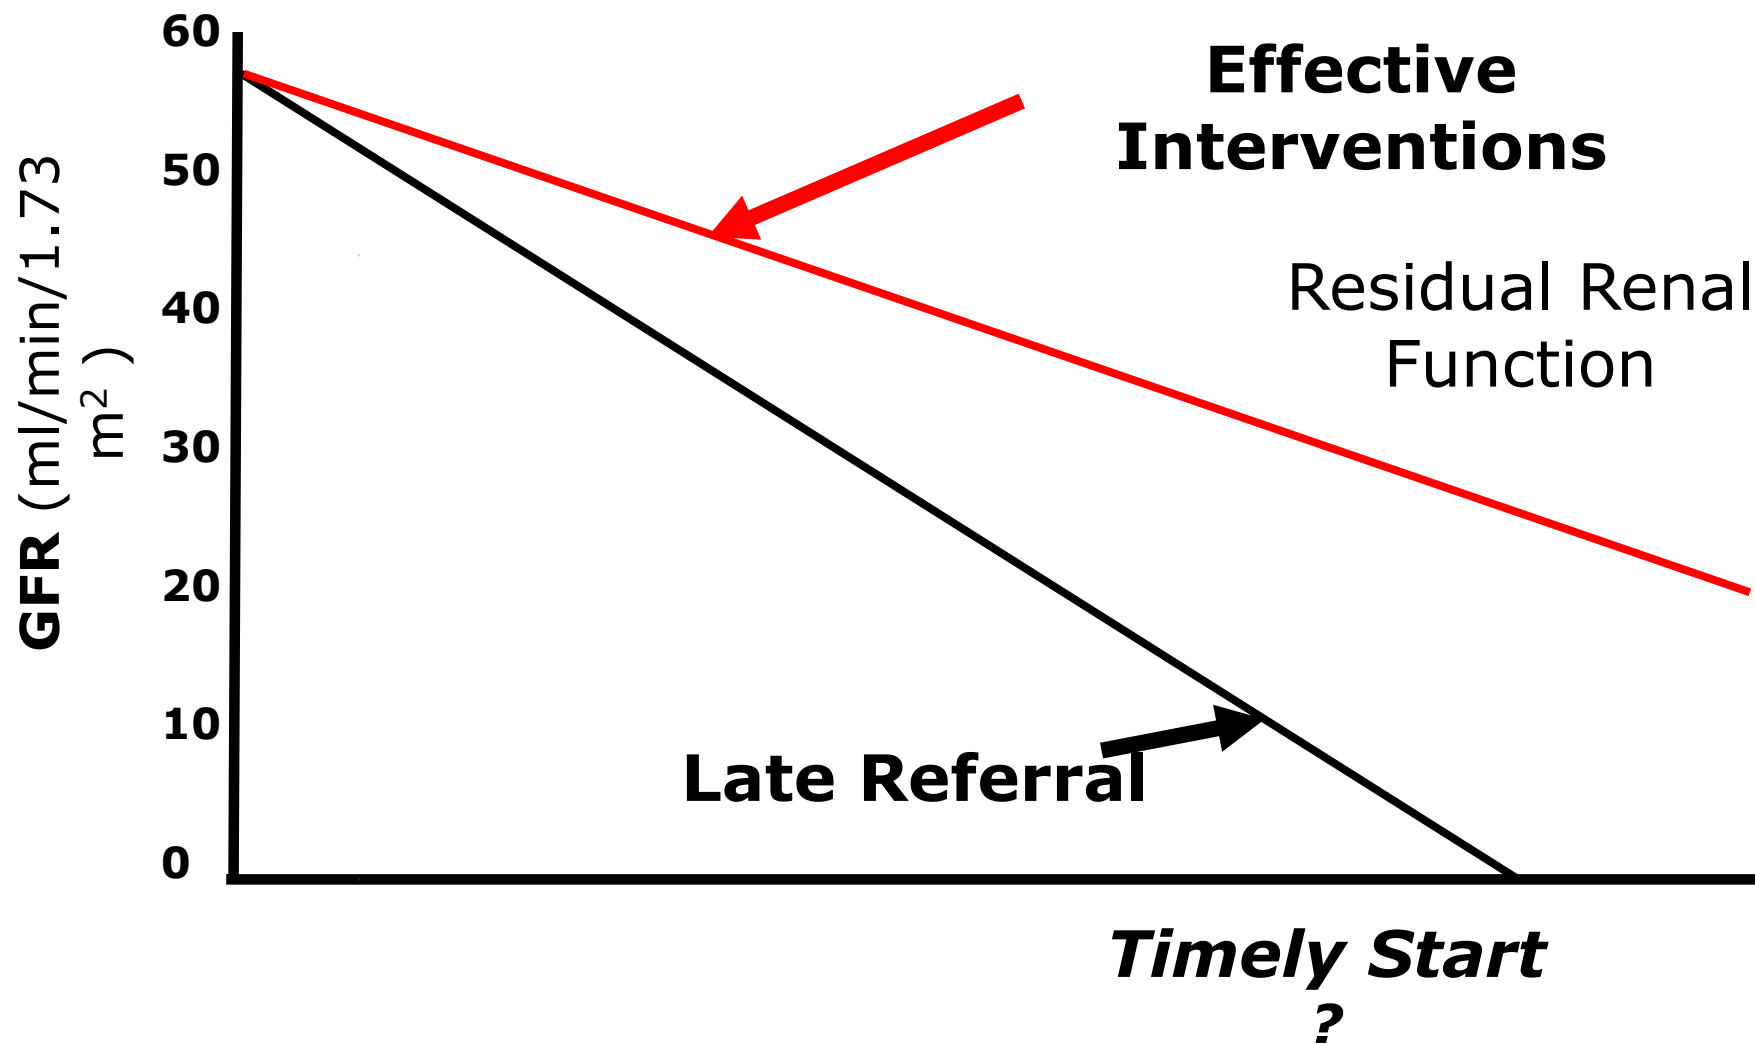 60
50
40
30
20
10
0
GFR (ml/min/1.73
m² )
Effective
Interventions
Residual Renal
Function
Late Referral
Timely Start
?